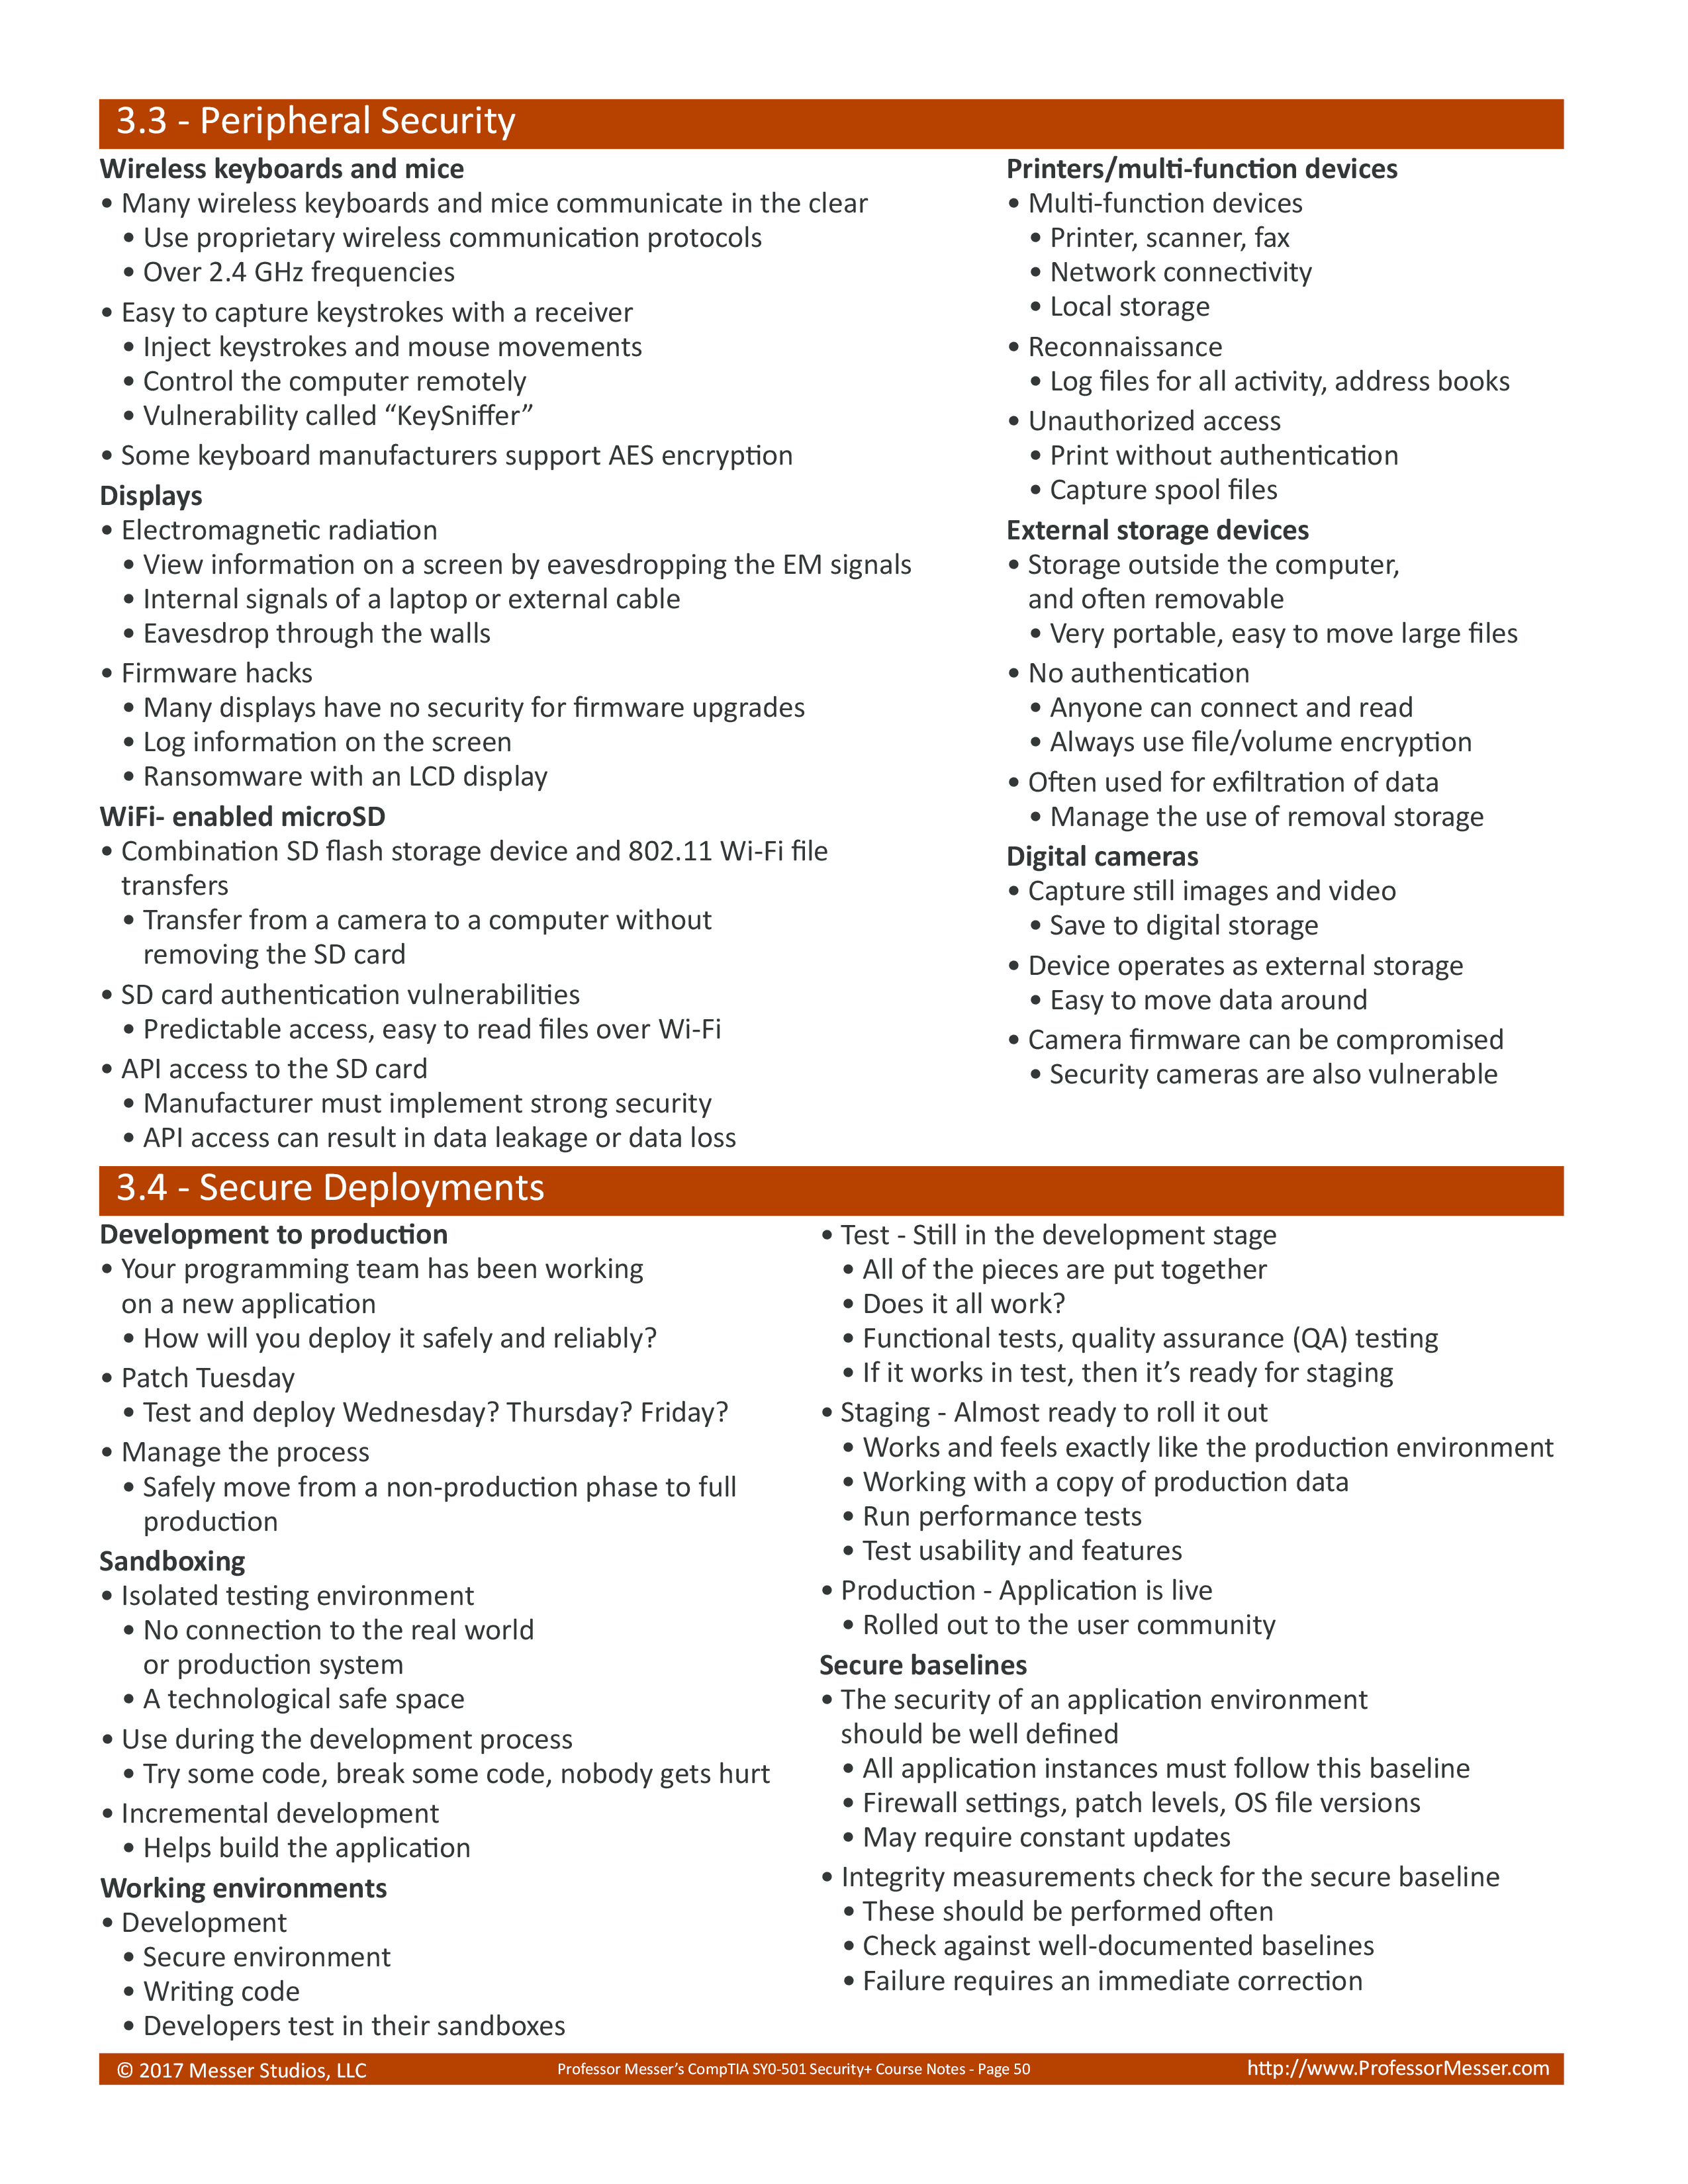 3.3 - Peripheral Security
Wireless keyboards and mice
• Many wireless keyboards and mice communicate in the clear
• Use proprietary wireless communication protocols
• Over 2.4 GHz frequencies
• Easy to capture keystrokes with a receiver
• Inject keystrokes and mouse movements
• Control the computer remotely
• Vulnerability called “KeySniffer”
• Some keyboard manufacturers support AES encryption
Displays
• Electromagnetic radiation
• View information on a screen by eavesdropping the EM signals
• Internal signals of a laptop or external cable
• Eavesdrop through the walls
• Firmware hacks
• Many displays have no security for firmware upgrades
• Log information on the screen
• Ransomware with an LCD display
WiFi- enabled microSD
• Combination SD flash storage device and 802.11 Wi-Fi file
transfers
• Transfer from a camera to a computer without
removing the SD card
• SD card authentication vulnerabilities
• Predictable access, easy to read files over Wi-Fi
• API access to the SD card
• Manufacturer must implement strong security
• API access can result in data leakage or data loss
Printers/multi-function devices
• Multi-function devices
• Printer, scanner, fax
• Network connectivity
• Local storage
• Reconnaissance
• Log files for all activity, address books
• Unauthorized access
• Print without authentication
• Capture spool files
External storage devices
• Storage outside the computer,
and often removable
• Very portable, easy to move large files
• No authentication
• Anyone can connect and read
• Always use file/volume encryption
• Often used for exfiltration of data
• Manage the use of removal storage
Digital cameras
• Capture still images and video
• Save to digital storage
• Device operates as external storage
• Easy to move data around
• Camera firmware can be compromised
• Security cameras are also vulnerable
3.4 - Secure Deployments
Development to production
• Your programming team has been working
on a new application
• How will you deploy it safely and reliably?
• Patch Tuesday
• Test and deploy Wednesday? Thursday? Friday?
• Manage the process
• Safely move from a non-production phase to full
production
Sandboxing
• Isolated testing environment
• No connection to the real world
or production system
• A technological safe space
• Use during the development process
• Try some code, break some code, nobody gets hurt
• Incremental development
• Helps build the application
Working environments
• Development
• Secure environment
• Writing code
• Developers test in their sandboxes
• Test - Still in the development stage
• All of the pieces are put together
• Does it all work?
• Functional tests, quality assurance (QA) testing
• If it works in test, then it’s ready for staging
• Staging - Almost ready to roll it out
• Works and feels exactly like the production environment
• Working with a copy of production data
• Run performance tests
• Test usability and features
• Production - Application is live
• Rolled out to the user community
Secure baselines
• The security of an application environment
should be well defined
• All application instances must follow this baseline
• Firewall settings, patch levels, OS file versions
• May require constant updates
• Integrity measurements check for the secure baseline
• These should be performed often
• Check against well-documented baselines
• Failure requires an immediate correction
© 2017 Messer Studios, LLC
Professor Messer’s CompTIA SY0-501 Security+ Course Notes - Page 50
http://www.ProfessorMesser.com